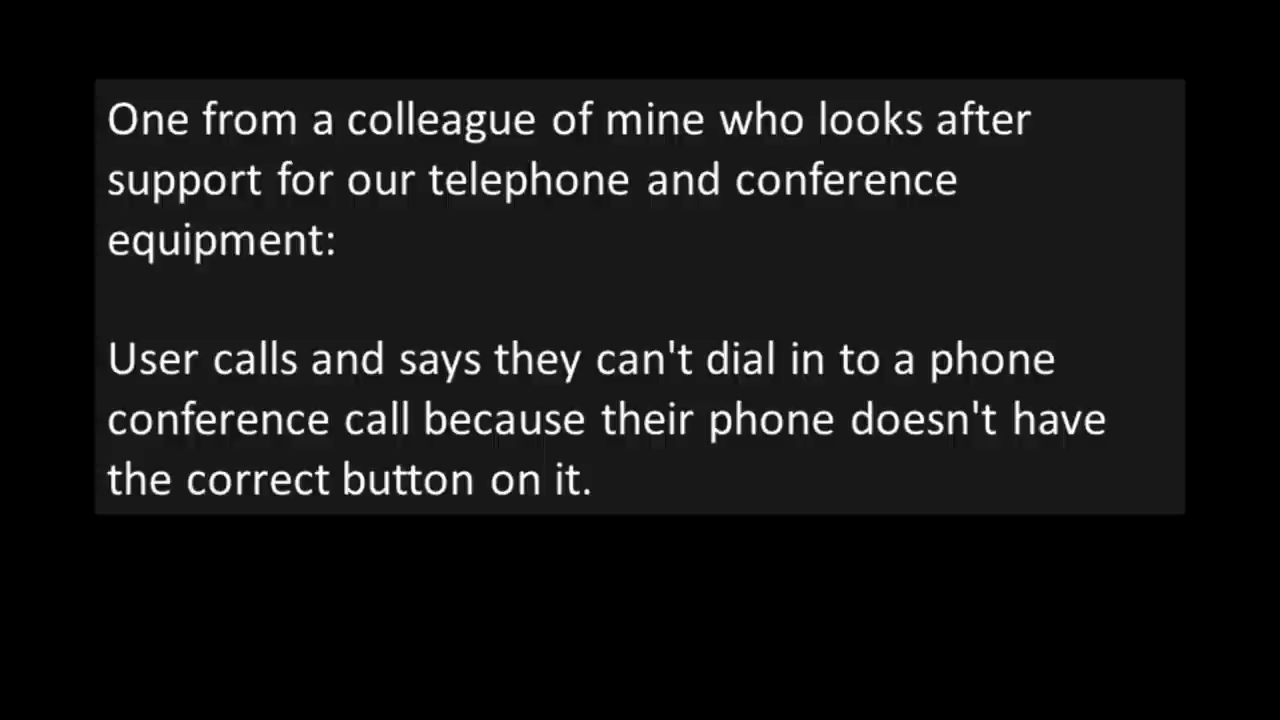 One from a colleague of mine who looks after
support for our telephone and conference
equipment:
User calls and says they can't dial in to a phone
conference call because their phone doesn't have
the correct button on it.